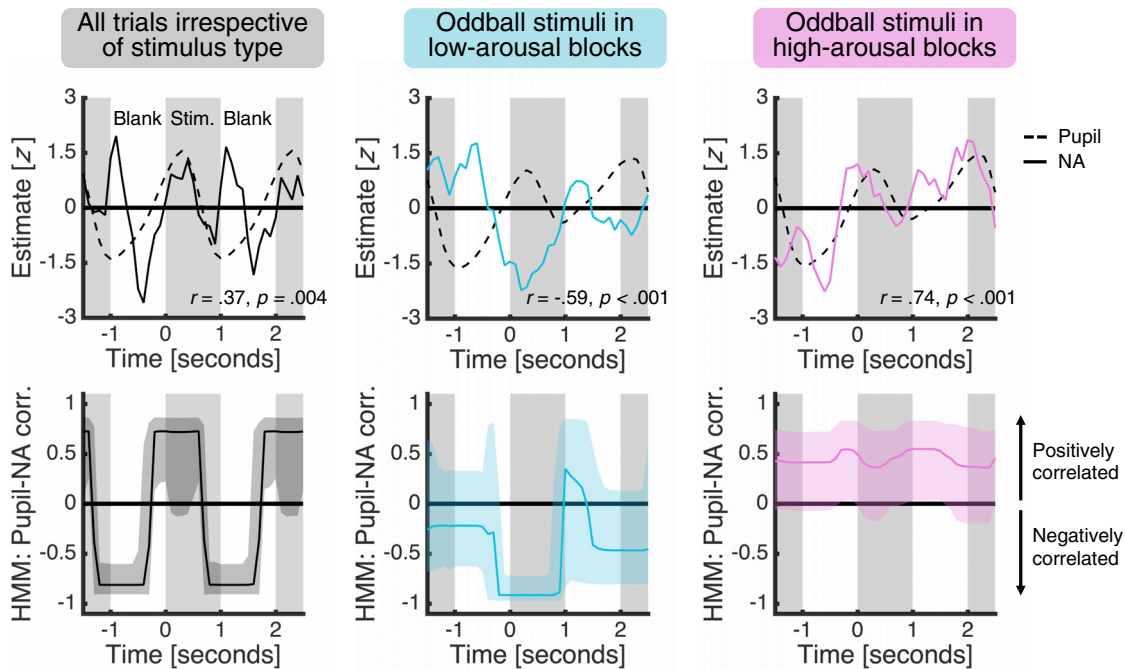 All trials irrespective
of stimulus type
Oddball stimuli in
low-arousal blocks
Oddball stimuli in
high-arousal blocks
3
1.5
0
-1.5
-3
Estimate [z]
Blank Stim. Blank
r = .37, p = .004
-1 0 1 2
Time [seconds]
3
1.5
0
-1.5
-3
Estimate [z]
r = -.59, p < .001
-1 0 1 2
Time [seconds]
3
1.5
0
-1.5
-3
Estimate [z]
r = .74, p < .001
-1 0 1 2
Time [seconds]
Pupil
NA
1
0.5
0
-0.5
-1
HMM: Pupil-NA corr.
-1 0 1 2
Time [seconds]
1
0.5
0
-0.5
-1
HMM: Pupil-NA corr.
-1 0 1 2
Time [seconds]
1
0.5
0
-0.5
-1
HMM: Pupil-NA corr.
-1 0 1 2
Time [seconds]
Positively
correlated
Negatively
correlated